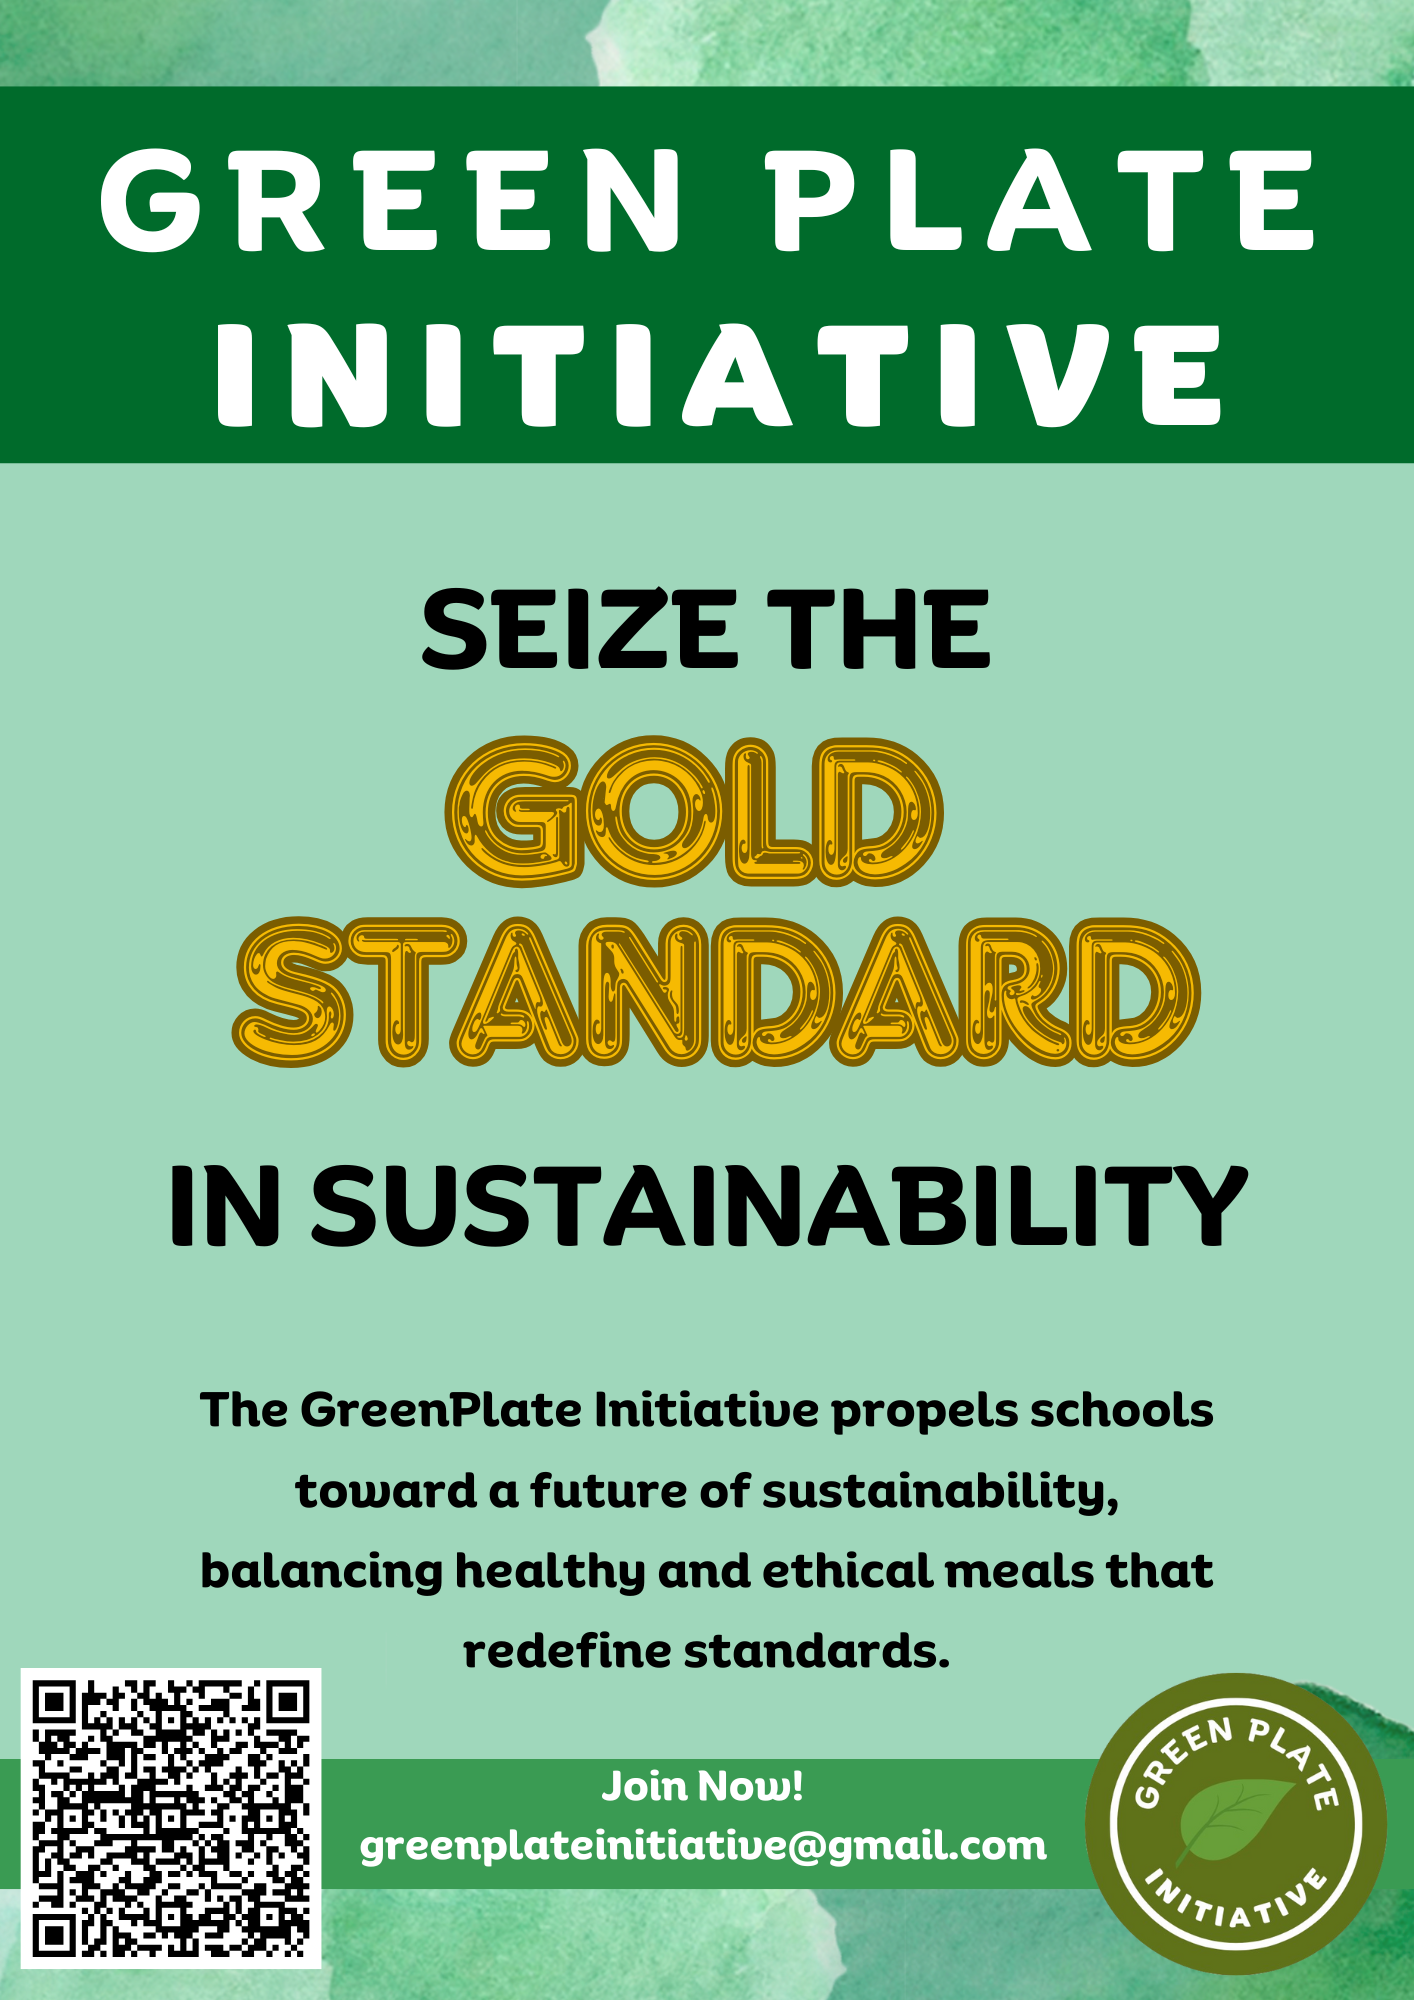 GREEN PLATE
INITIATIVE
SEIZE THE
GOLD
STANDARD
IN SUSTAINABILITY
The GreenPlate Initiative propels schools
toward a future of sustainability,
balancing healthy and ethical meals that
redefine standards.
Join Now!
greenplateinitiative@gmail.com
GREEN PLATE
INITIATIVE